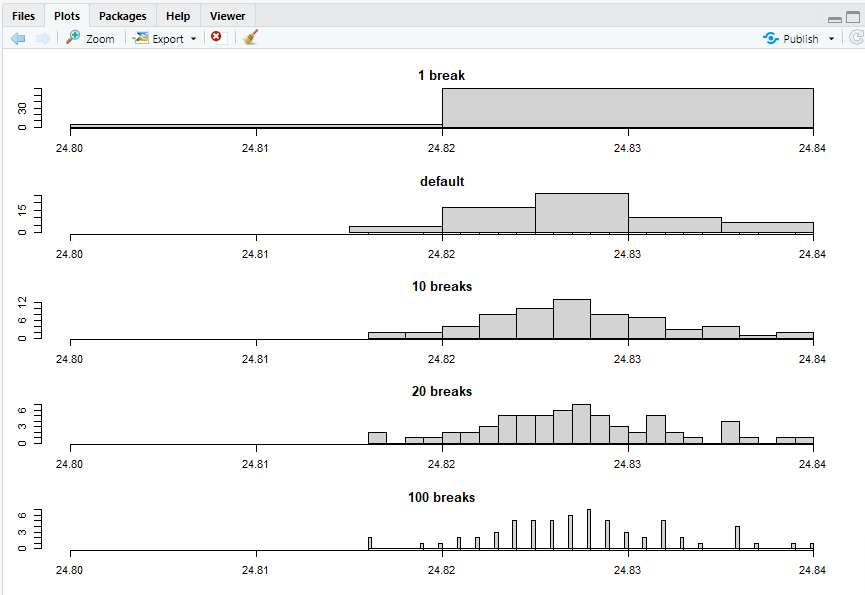 Files Plots Packages Help Viewer
Zoom Export Publish
1 break
0 30
24.80 24.81 24.82 24.83 24.84
default
0 15
24.80 24.81 24.82 24.83 24.84
10 breaks
0 6 12
24.80 24.81 24.82 24.83 24.84
20 breaks
0 3 6
24.80 24.81 24.82 24.83 24.84
100 breaks
0 3 6
24.80 24.81 24.82 24.83 24.84